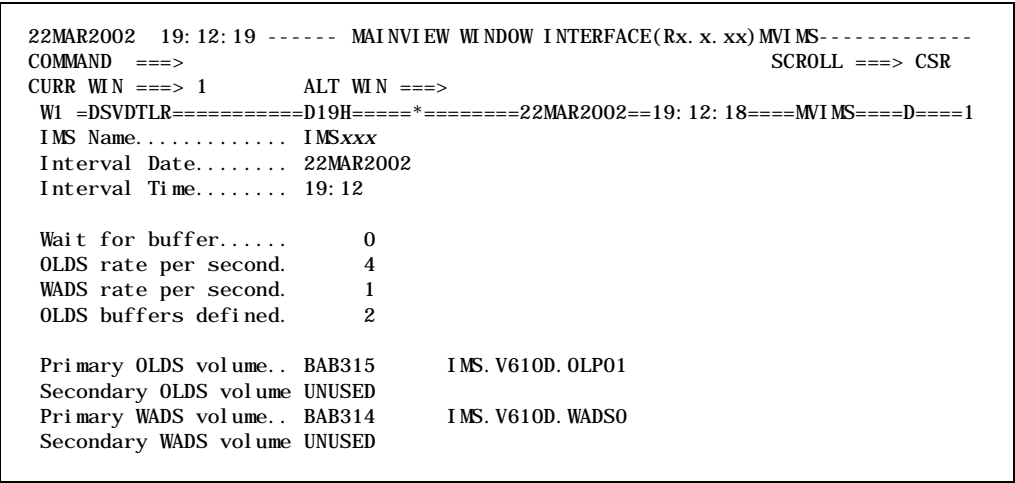 22MAR2002  19:12:19 ------ MAINVIEW WINDOW INTERFACE(Rx.x.xx)MVIMS-------------
COMMAND  ===>                                                 SCROLL ===> CSR
CURR WIN ===> 1        ALT WIN ===>
W1 =DSVDTLR===========D19H=====*========22MAR2002==19:12:18====MVIMS====D====1
IMS Name............. IMSxxx
Interval Date........ 22MAR2002
Interval Time........ 19:12
Wait for buffer......      0
OLDS rate per second.      4
WADS rate per second.      1
OLDS buffers defined.      2
Primary OLDS volume.. BAB315      IMS.V610D.OLP01
Secondary OLDS volume UNUSED
Primary WADS volume.. BAB314      IMS.V610D.WADS0
Secondary WADS volume UNUSED